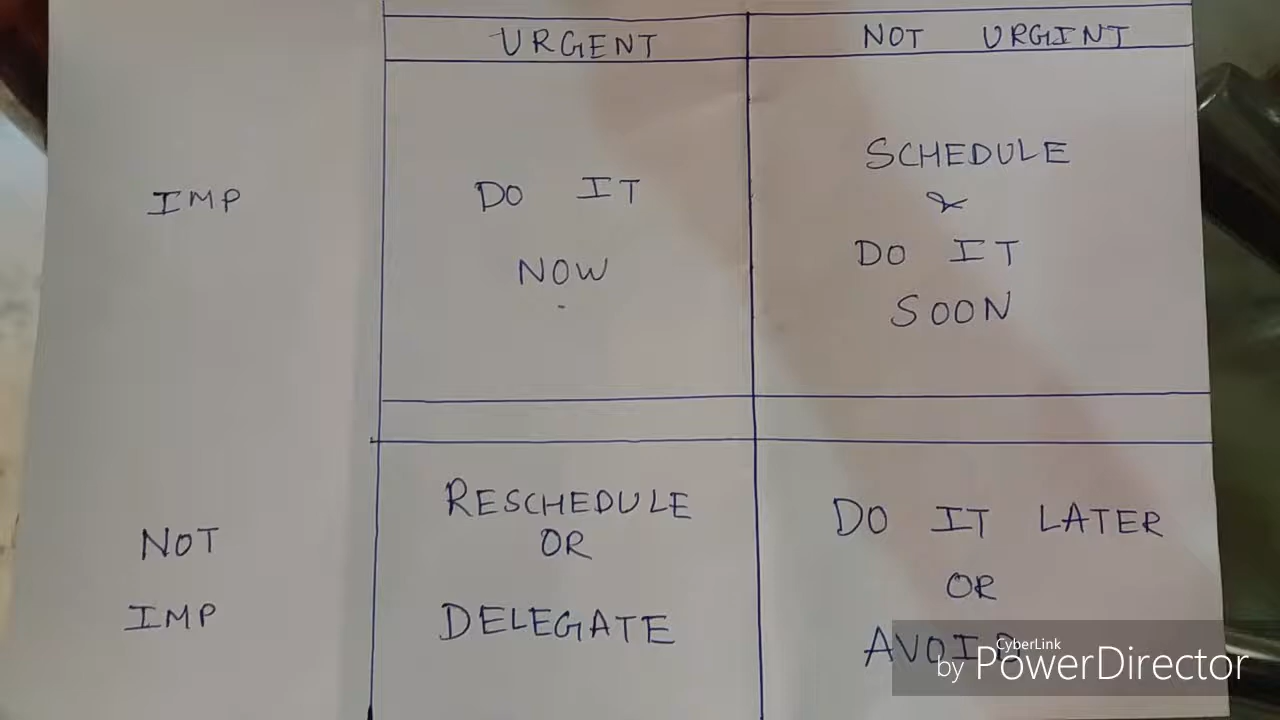 URGENT
NOT URGINT
IMP
DO IT
NOW
SCHEDULE
&
DO IT
SOON
NOT
IMP
RESCHEDULE
OR
DELEGATE
DO IT LATER
OR
AVOID
CyberLink
by PowerDirector